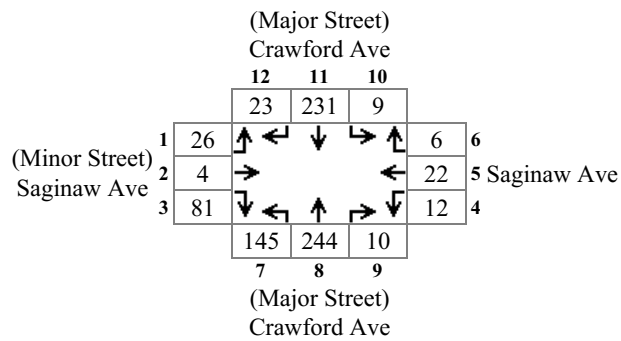 (Major Street)
Crawford Ave
12 11 10
23 231 9
1 26 6 6
(Minor Street)
Saginaw Ave
2 4 22 5 Saginaw Ave
3 81 12 4
145 244 10
7 8 9
(Major Street)
Crawford Ave